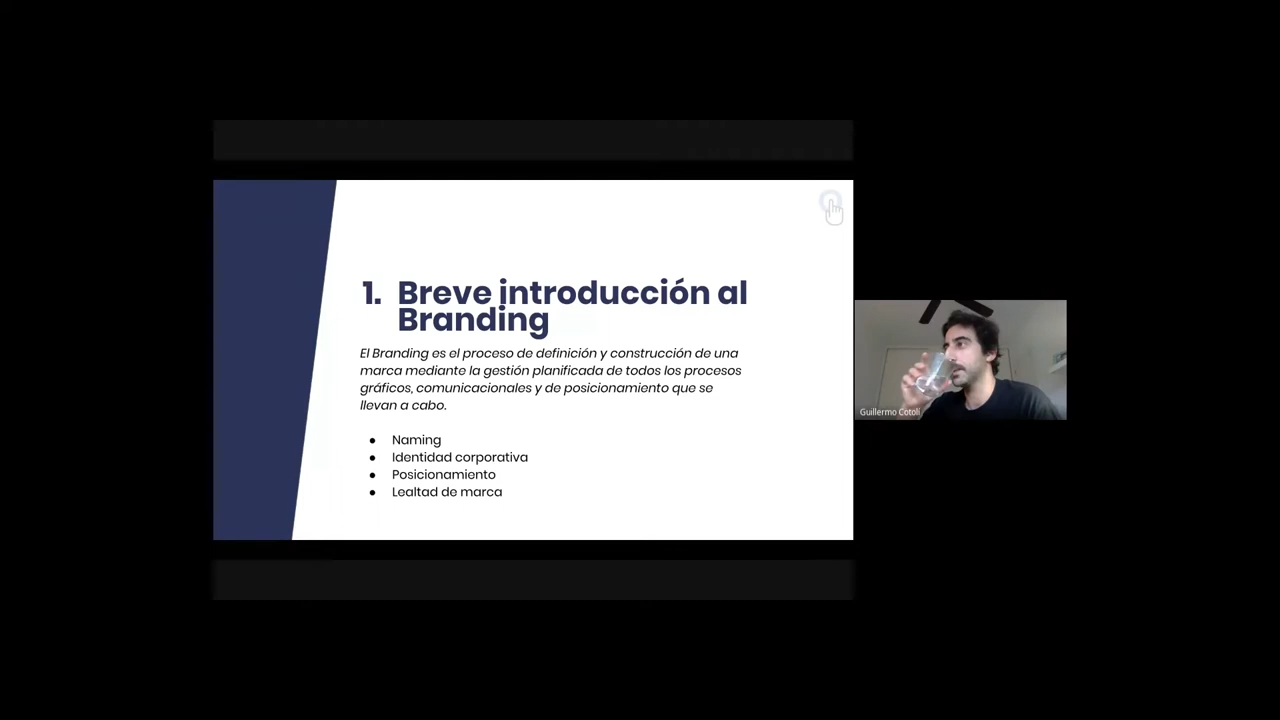 1. Breve introducción al
Branding
El Branding es el proceso de definición y construcción de una
marca mediante la gestión planificada de todos los procesos
gráficos, comunicacionales y de posicionamiento que se
llevan a cabo.
● Naming
● Identidad corporativa
● Posicionamiento
● Lealtad de marca
Guillermo Cotolí